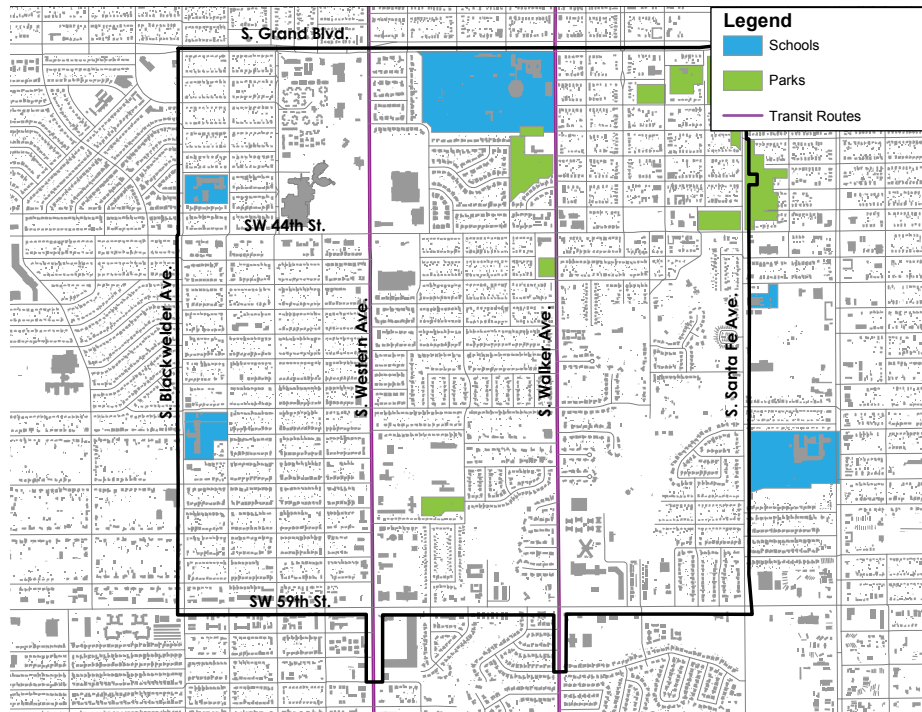 S. Grand Blvd.
Legend
Schools
Parks
Transit Routes
SW 44th St.
S. Blackwelder Ave.
S. Western Ave.
S. Walker Ave.
S. Santa Fe Ave.
SW 59th St.